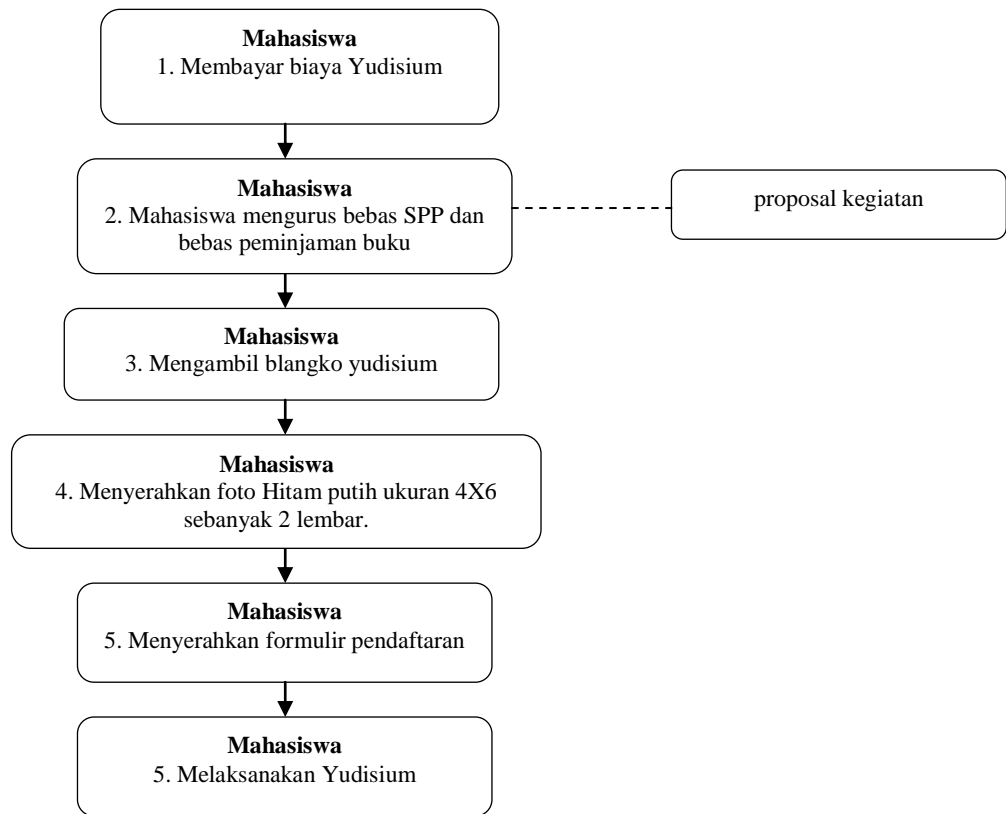 Mahasiswa
1. Membayar biaya Yudisium
Mahasiswa
2. Mahasiswa mengurus bebas SPP dan
bebas peminjaman buku
proposal kegiatan
Mahasiswa
3. Mengambil blangko yudisium
Mahasiswa
4. Menyerahkan foto Hitam putih ukuran 4X6
sebanyak 2 lembar.
Mahasiswa
5. Menyerahkan formulir pendaftaran
Mahasiswa
5. Melaksanakan Yudisium